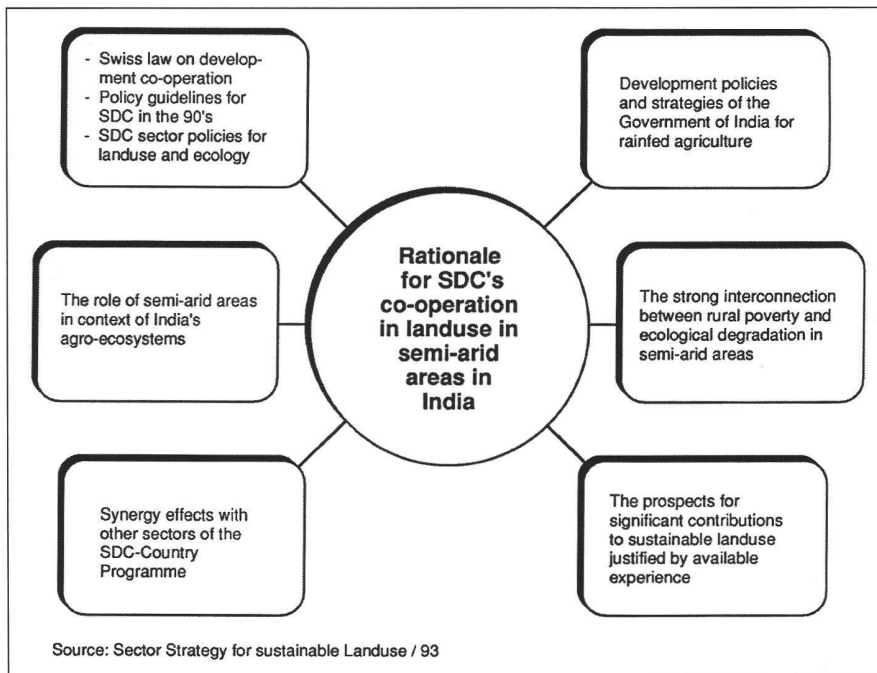 - Swiss law on develop-
ment co-operation
- Policy guidelines for
SDC in the 90's
- SDC sector policies for
landuse and ecology
Development policies
and strategies of the
Government of India for
rainfed agriculture
Rationale
for SDC's
co-operation
in landuse in
semi-arid
areas in
India
The role of semi-arid areas
in context of India's
agro-ecosystems
The strong interconnection
between rural poverty and
ecological degradation in
semi-arid areas
Synergy effects with
other sectors of the
SDC-Country
Programme
The prospects for
significant contributions
to sustainable landuse
justified by available
experience
Source: Sector Strategy for sustainable Landuse / 93